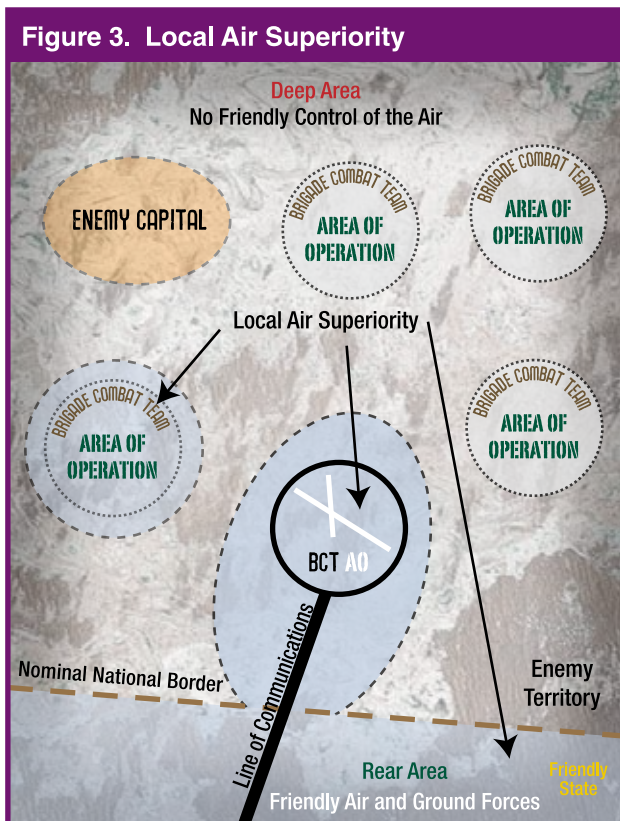 Figure 3.  Local Air Superiority
Deep Area
No Friendly Control of the Air
ENEMY CAPITAL
BRIGADE COMBAT TEAM
AREA OF
OPERATION
BRIGADE COMBAT TEAM
AREA OF
OPERATION
Local Air Superiority
BRIGADE COMBAT TEAM
AREA OF
OPERATION
BRIGADE COMBAT TEAM
AREA OF
OPERATION
BCT AO
Line of Communications
Nominal National Border
Enemy
Territory
Rear Area
Friendly Air and Ground Forces
Friendly
State